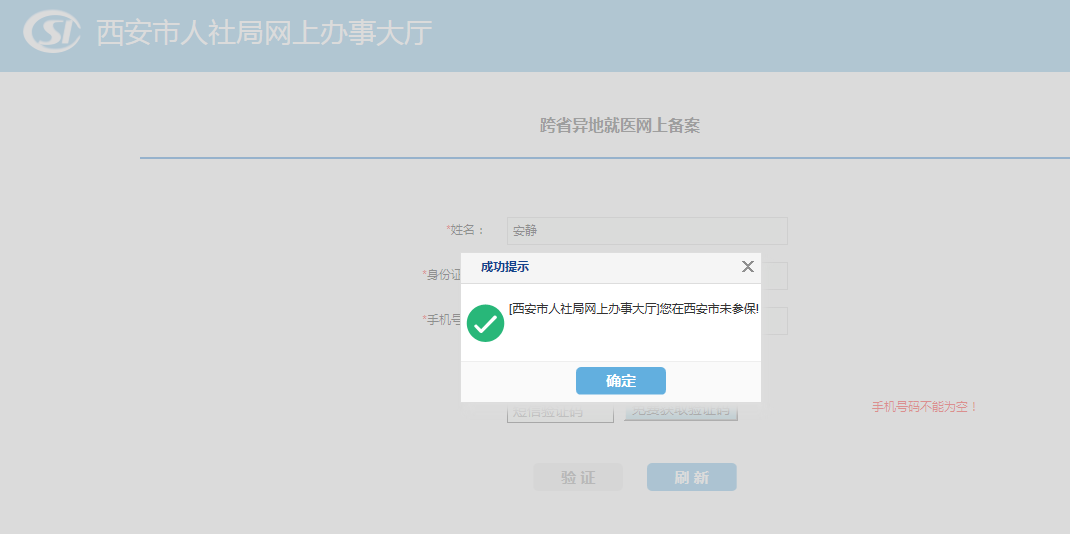 SI 西安市人社局网上办事大厅
跨省异地就医网上备案
*姓名： 安静
成功提示
*身份证
[西安市人社局网上办事大厅]您在西安市未参保!
*手机号
确定
短信验证码 免费获取验证码 手机号码不能为空！
验 证 刷 新